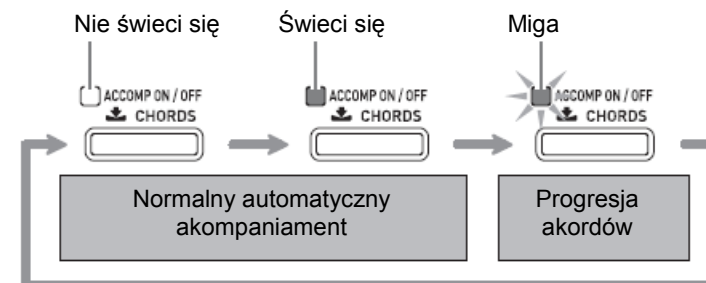 Nie świeci się
Świeci się
Miga
ACCOMP ON / OFF
CHORDS
ACCOMP ON / OFF
CHORDS
ACCOMP ON / OFF
CHORDS
Normalny automatyczny
akompaniament
Progresja
akordów